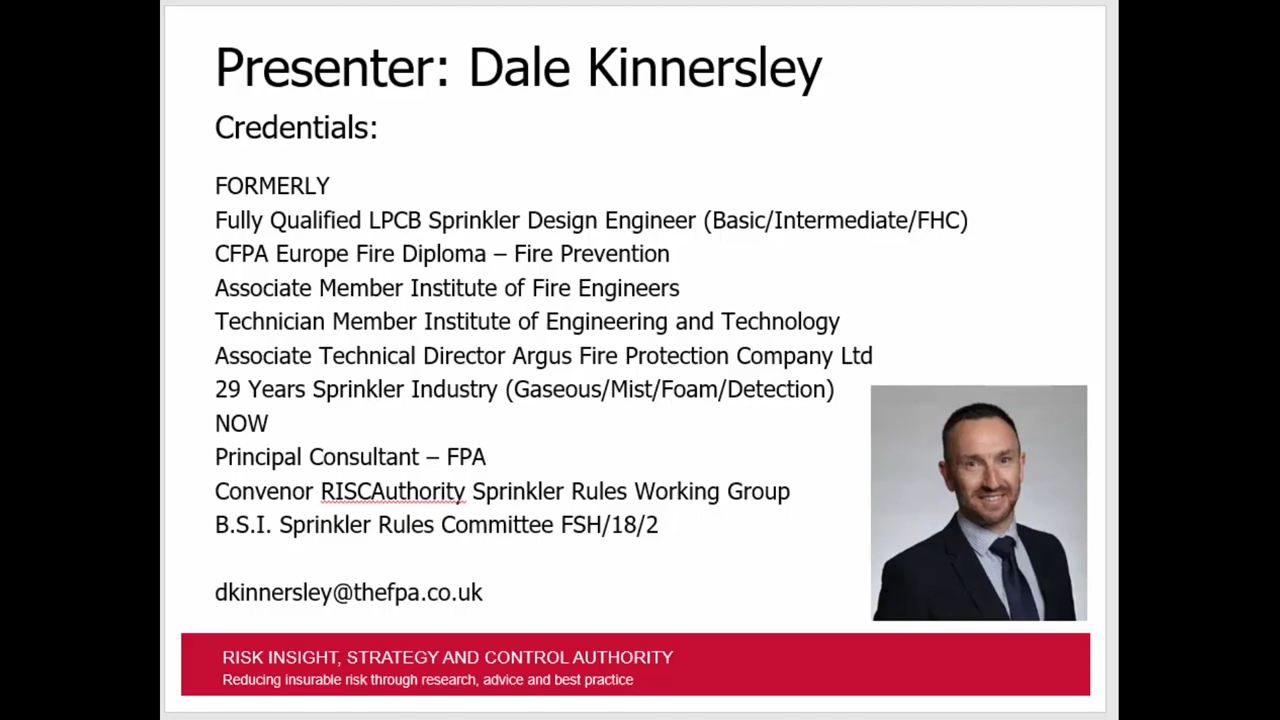 Presenter: Dale Kinnersley
Credentials:
FORMERLY
Fully Qualified LPCB Sprinkler Design Engineer (Basic/Intermediate/FHC)
CFPA Europe Fire Diploma – Fire Prevention
Associate Member Institute of Fire Engineers
Technician Member Institute of Engineering and Technology
Associate Technical Director Argus Fire Protection Company Ltd
29 Years Sprinkler Industry (Gaseous/Mist/Foam/Detection)
NOW
Principal Consultant – FPA
Convenor RISCAuthority Sprinkler Rules Working Group
B.S.I. Sprinkler Rules Committee FSH/18/2
dkinnersley@thefpa.co.uk
RISK INSIGHT, STRATEGY AND CONTROL AUTHORITY
Reducing insurable risk through research, advice and best practice